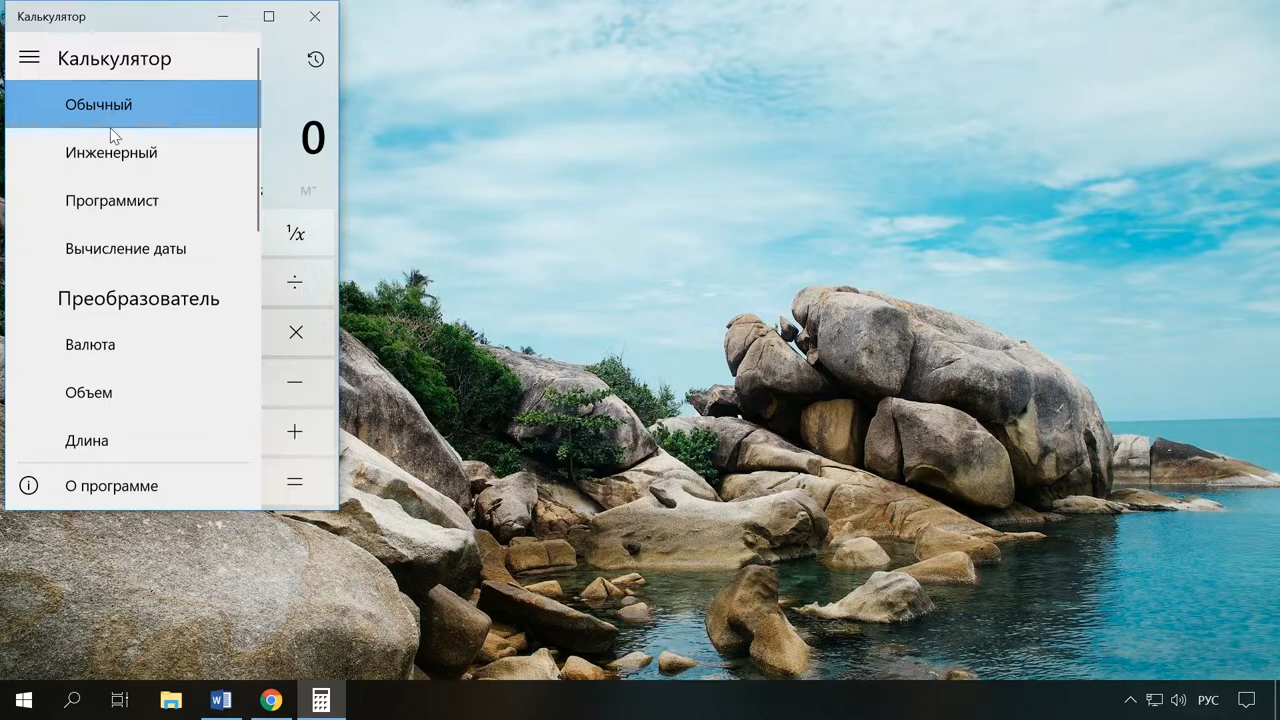 Калькулятор
Калькулятор
Обычный
0
Инженерный
M˅
Программист
¹/x
Вычисление даты
÷
Преобразователь
×
Валюта
−
Объем
+
Длина
=
О программе
РУС